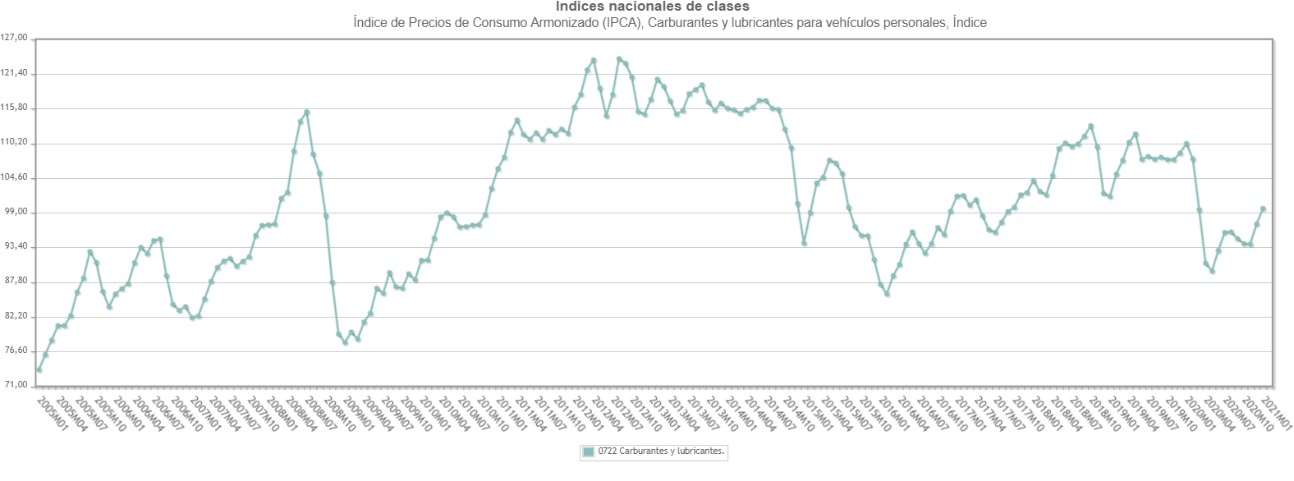 Indices nacionales de clases
Índice de Precios de Consumo Armonizado (IPCA), Carburantes y lubricantes para vehículos personales, Índice
127,00
121,40
115,80
110,20
104,60
99,00
93,40
87,80
82,20
76,60
71,00
2005M01
2005M04
2005M07
2005M10
2006M01
2006M04
2006M07
2006M10
2007M01
2007M04
2007M07
2007M10
2008M01
2008M04
2008M07
2008M10
2009M01
2009M04
2009M07
2009M10
2010M01
2010M04
2010M07
2010M10
2011M01
2011M04
2011M07
2011M10
2012M01
2012M04
2012M07
2012M10
2013M01
2013M04
2013M07
2013M10
2014M01
2014M04
2014M07
2014M10
2015M01
2015M04
2015M07
2015M10
2016M01
2016M04
2016M07
2016M10
2017M01
2017M04
2017M07
2017M10
2018M01
2018M04
2018M07
2018M10
2019M01
2019M04
2019M07
2019M10
2020M01
2020M04
2020M07
2020M10
2021M01
0722 Carburantes y lubricantes.